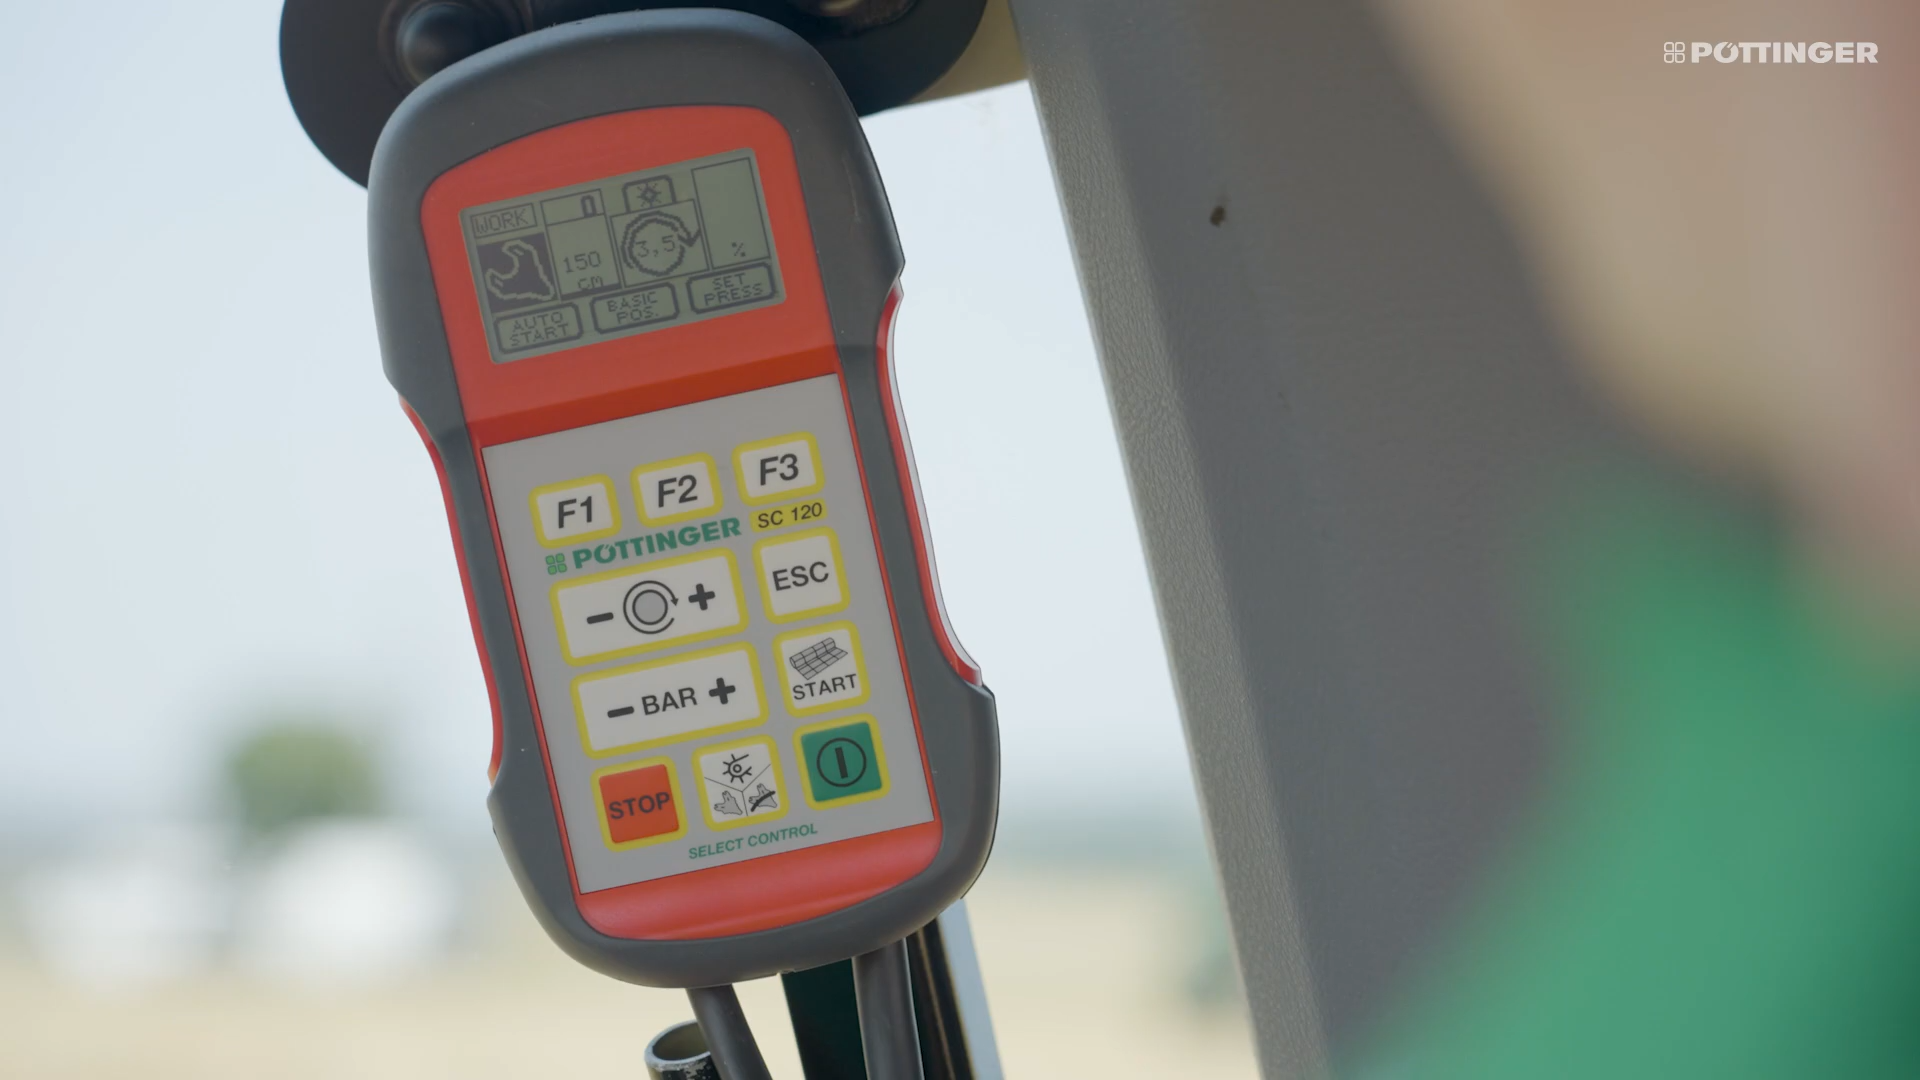 PÖTTINGER
WORK
0
150
cm
3,5
%
AUTO
START
BASIC
POS.
SET
PRESS
F1 F2 F3
PÖTTINGER SC 120
- +
ESC
- BAR +
START
STOP
SELECT CONTROL